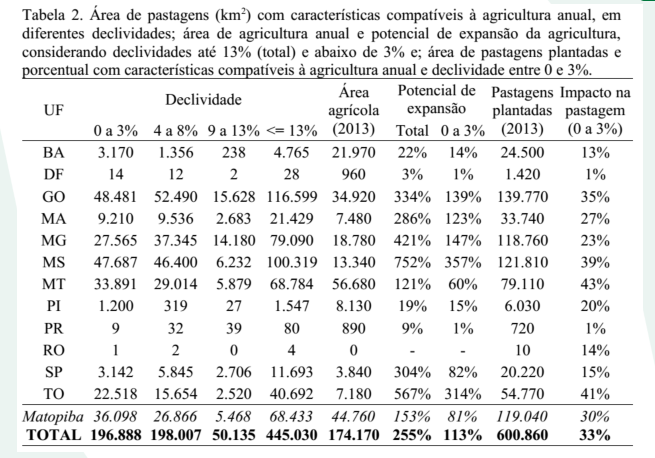 Tabela 2. Área de pastagens (km²) com características compatíveis à agricultura anual, em
diferentes declividades; área de agricultura anual e potencial de expansão da agricultura,
considerando declividades até 13% (total) e abaixo de 3% e; área de pastagens plantadas e
porcentual com características compatíveis à agricultura anual e declividade entre 0 e 3%.
UF Declividade Área agrícola (2013) Potencial de expansão Pastagens plantadas (2013) Impacto na pastagem (0 a 3%)
0 a 3% 4 a 8% 9 a 13% <= 13% Total 0 a 3%
BA 3.170 1.356 238 4.765 21.970 22% 14% 24.500 13%
DF 14 12 2 28 960 3% 1% 1.420 1%
GO 48.481 52.490 15.628 116.599 34.920 334% 139% 139.770 35%
MA 9.210 9.536 2.683 21.429 7.480 286% 123% 33.740 27%
MG 27.565 37.345 14.180 79.090 18.780 421% 147% 118.760 23%
MS 47.687 46.400 6.232 100.319 13.340 752% 357% 121.810 39%
MT 33.891 29.014 5.879 68.784 56.680 121% 60% 79.110 43%
PI 1.200 319 27 1.547 8.130 19% 15% 6.030 20%
PR 9 32 39 80 890 9% 1% 720 1%
RO 1 2 0 4 0 - - 10 14%
SP 3.142 5.845 2.706 11.693 3.840 304% 82% 20.220 15%
TO 22.518 15.654 2.520 40.692 7.180 567% 314% 54.770 41%
Matopiba 36.098 26.866 5.468 68.433 44.760 153% 81% 119.040 30%
TOTAL 196.888 198.007 50.135 445.030 174.170 255% 113% 600.860 33%